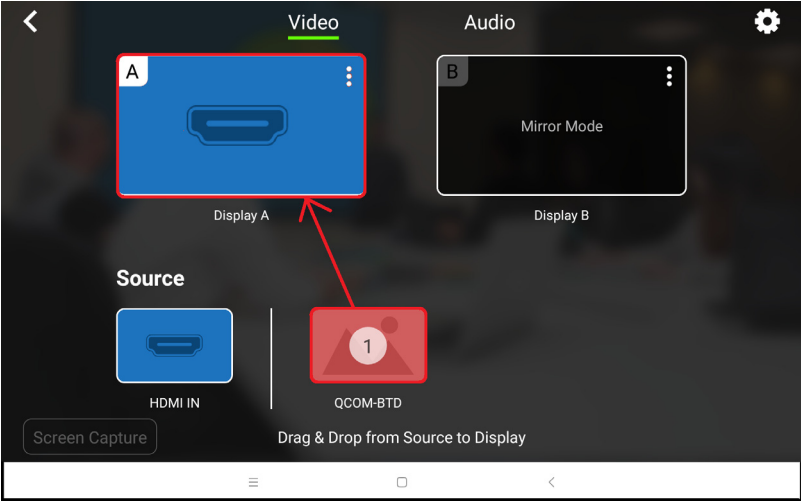 Video
Audio
A
B
Mirror Mode
Display A
Display B
Source
1
HDMI IN
QCOM-BTD
Screen Capture
Drag & Drop from Source to Display